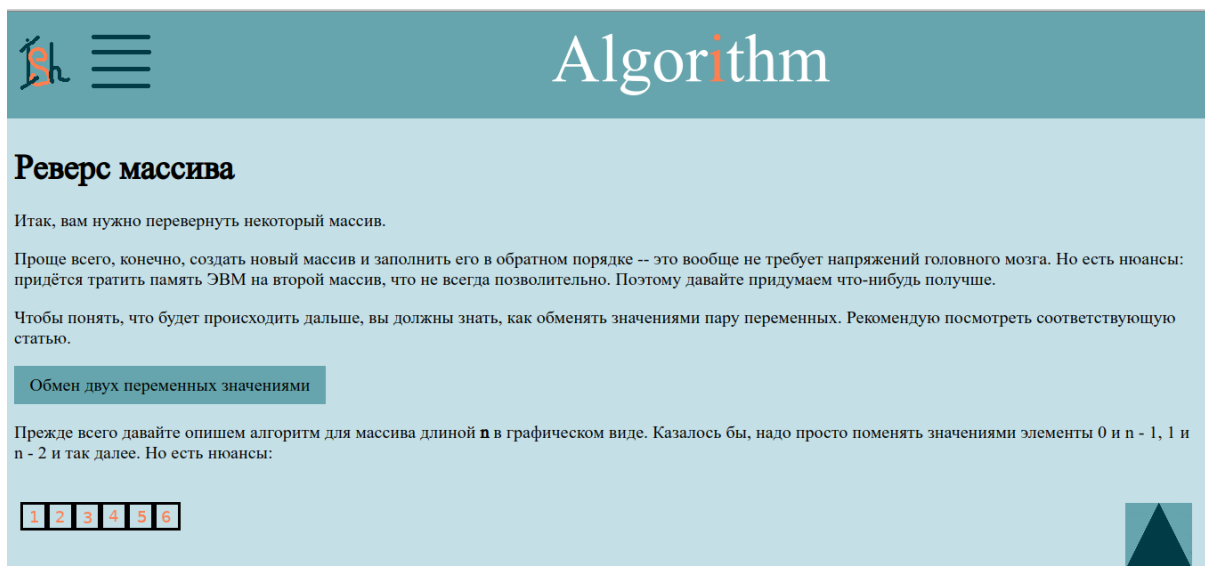 Algorithm
Реверс массива
Итак, вам нужно перевернуть некоторый массив.
Проще всего, конечно, создать новый массив и заполнить его в обратном порядке -- это вообще не требует напряжений головного мозга. Но есть нюансы:
придётся тратить память ЭВМ на второй массив, что не всегда позволительно. Поэтому давайте придумаем что-нибудь получше.
Чтобы понять, что будет происходить дальше, вы должны знать, как обменять значениями пару переменных. Рекомендую посмотреть соответствующую
статью.
Обмен двух переменных значениями
Прежде всего давайте опишем алгоритм для массива длиной n в графическом виде. Казалось бы, надо просто поменять значениями элементы 0 и n - 1, 1 и
n - 2 и так далее. Но есть нюансы:
1 2 3 4 5 6